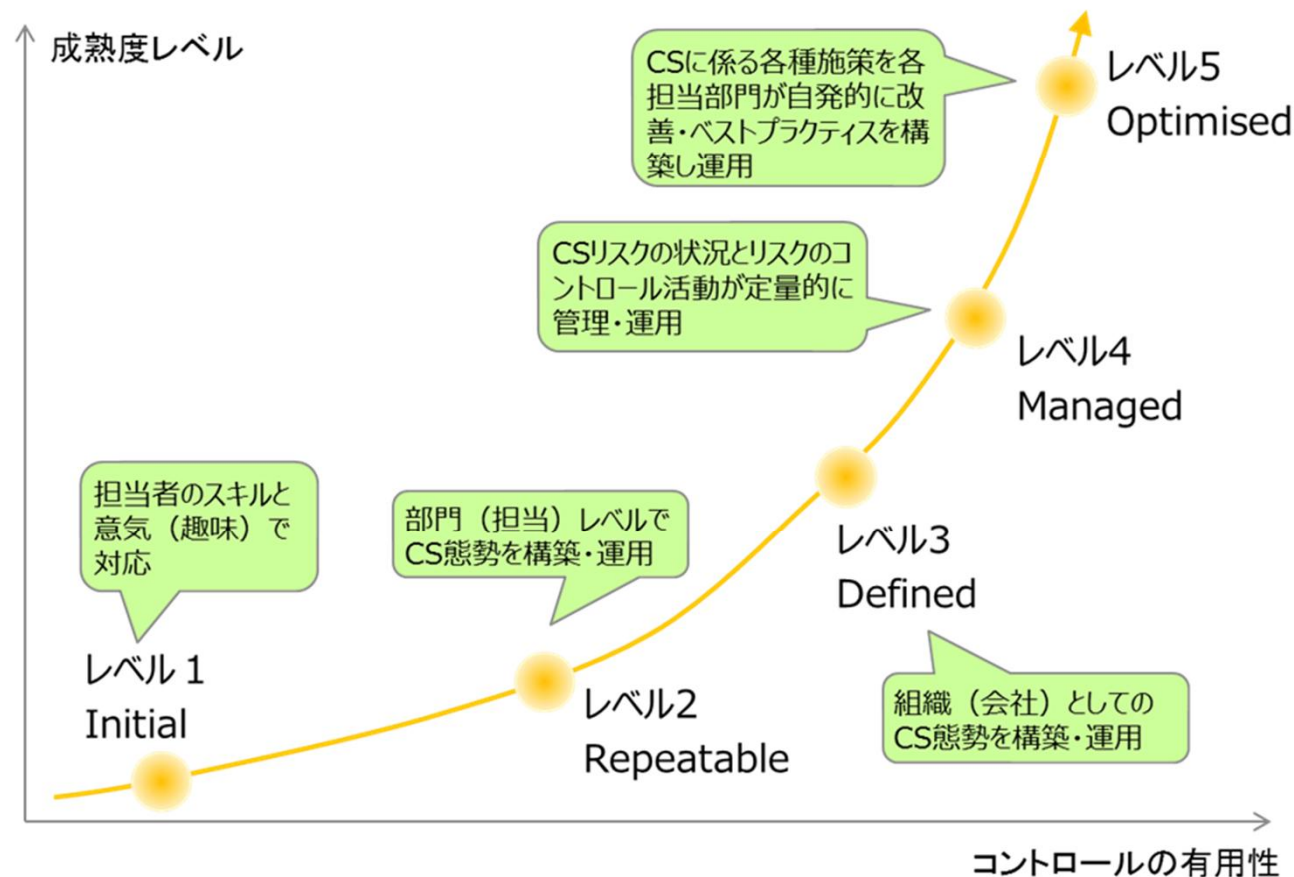 成熟度レベル
CSに係る各種施策を各
担当部門が自発的に改
善・ベストプラクティスを構
築し運用
レベル5
Optimised
CSリスクの状況とリスクのコ
ントロール活動が定量的に
管理・運用
レベル4
Managed
担当者のスキルと
意気（趣味）で
対応
レベル１
Initial
部門（担当）レベルで
CS態勢を構築・運用
レベル2
Repeatable
レベル3
Defined
組織（会社）としての
CS態勢を構築・運用
コントロールの有用性